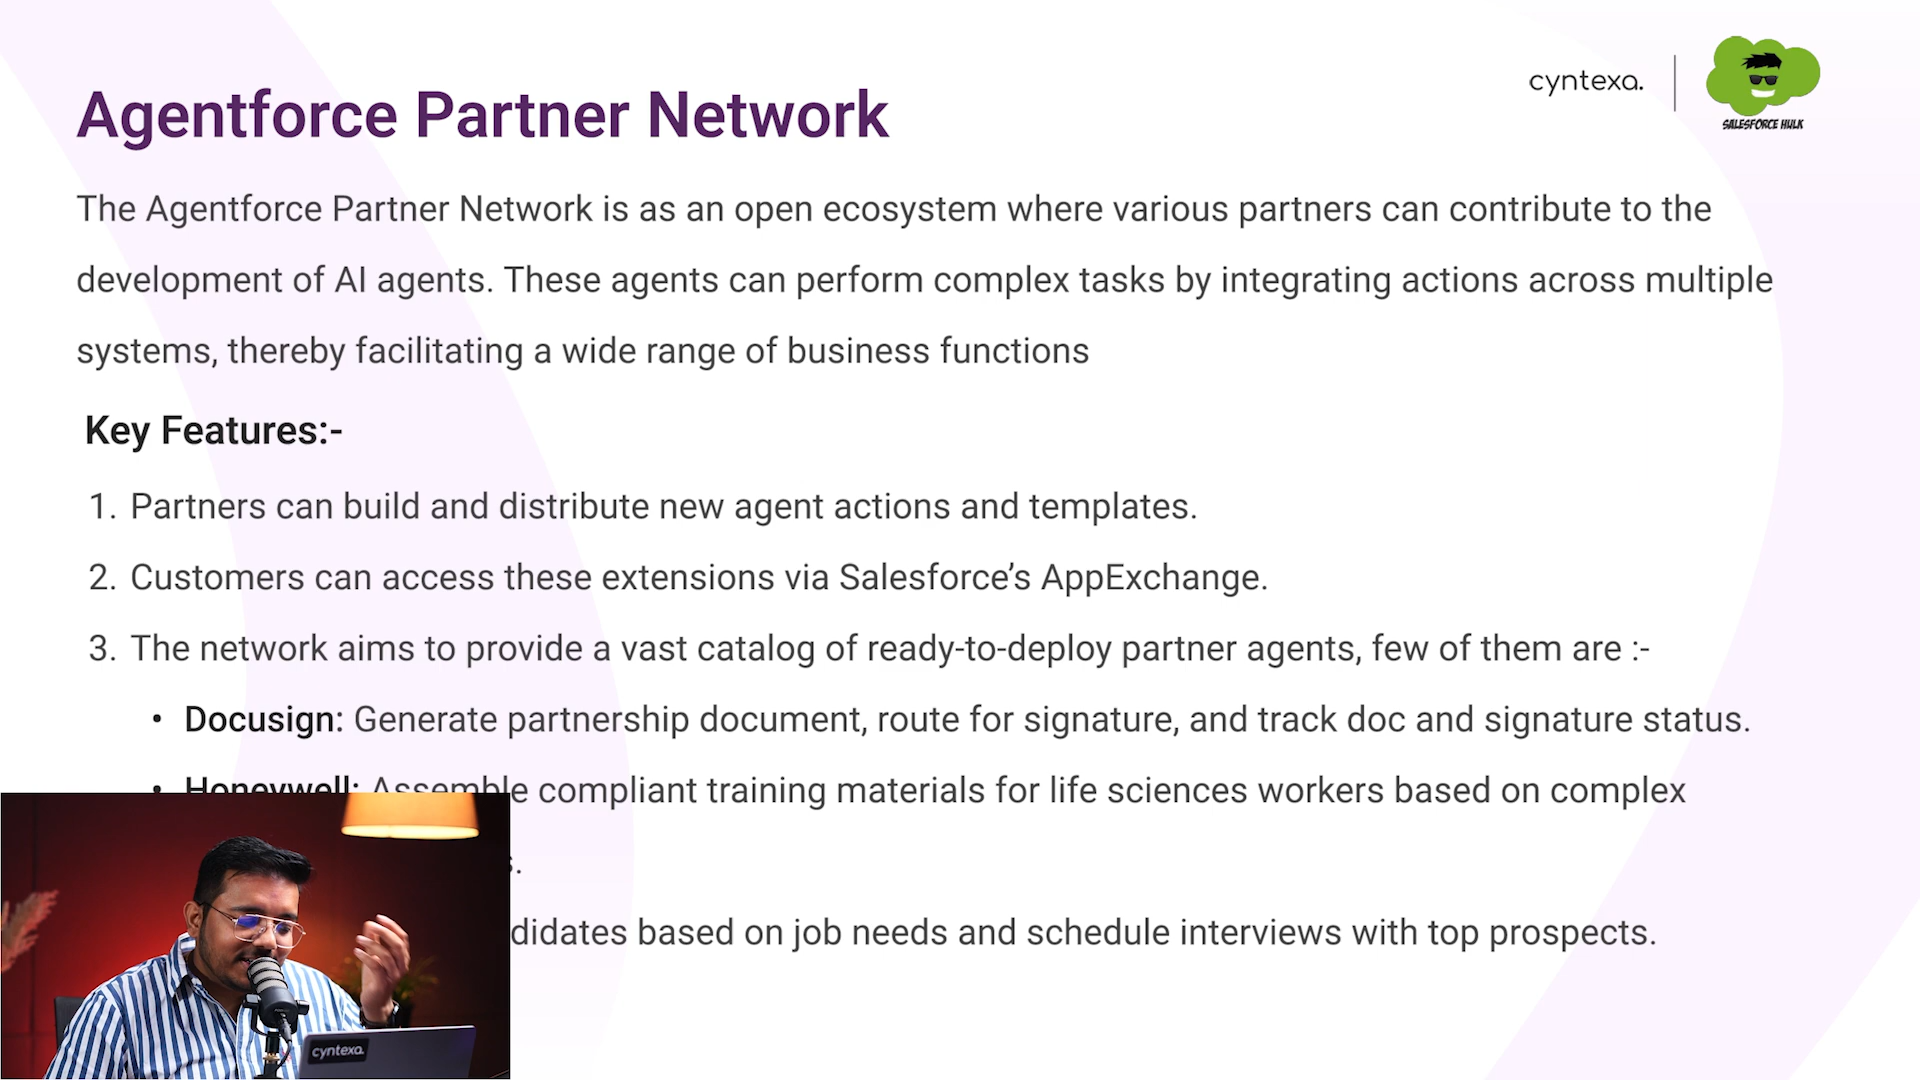 cyntexa.
SALESFORCE HULK
Agentforce Partner Network
The Agentforce Partner Network is as an open ecosystem where various partners can contribute to the
development of AI agents. These agents can perform complex tasks by integrating actions across multiple
systems, thereby facilitating a wide range of business functions
Key Features:-
1. Partners can build and distribute new agent actions and templates.
2. Customers can access these extensions via Salesforce’s AppExchange.
3. The network aims to provide a vast catalog of ready-to-deploy partner agents, few of them are :-
• Docusign: Generate partnership document, route for signature, and track doc and signature status.
• Honeywell: Assemble compliant training materials for life sciences workers based on complex
based on job needs and schedule interviews with top prospects.
cyntexa.